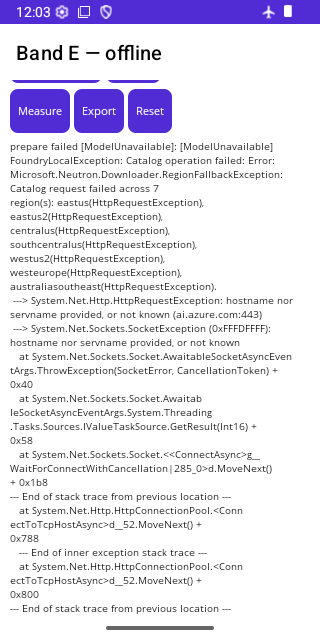 12:03
Band E — offline
Measure
Export
Reset
prepare failed [ModelUnavailable]: [ModelUnavailable]
FoundryLocalException: Catalog operation failed: Error:
Microsoft.Neutron.Downloader.RegionFallbackException:
Catalog request failed across 7
region(s): eastus(HttpRequestException),
eastus2(HttpRequestException),
centralus(HttpRequestException),
southcentralus(HttpRequestException),
westus2(HttpRequestException),
westeurope(HttpRequestException),
australiasoutheast(HttpRequestException).
---> System.Net.Http.HttpRequestException: hostname nor
servname provided, or not known (ai.azure.com:443)
---> System.Net.Sockets.SocketException (0xFFFDFFFF):
hostname nor servname provided, or not known
at System.Net.Sockets.Socket.AwaitableSocketAsyncEven
tArgs.ThrowException(SocketError, CancellationToken) +
0x40
at System.Net.Sockets.Socket.Awaitab
leSocketAsyncEventArgs.System.Threading
.Tasks.Sources.IValueTaskSource.GetResult(Int16) +
0x58
at System.Net.Sockets.Socket.<<ConnectAsync>g__
WaitForConnectWithCancellation|285_0>d.MoveNext()
+ 0x1b8
--- End of stack trace from previous location ---
at System.Net.Http.HttpConnectionPool.<Conn
ectToTcpHostAsync>d__52.MoveNext() +
0x788
--- End of inner exception stack trace ---
at System.Net.Http.HttpConnectionPool.<Conn
ectToTcpHostAsync>d__52.MoveNext() +
0x800
--- End of stack trace from previous location ---